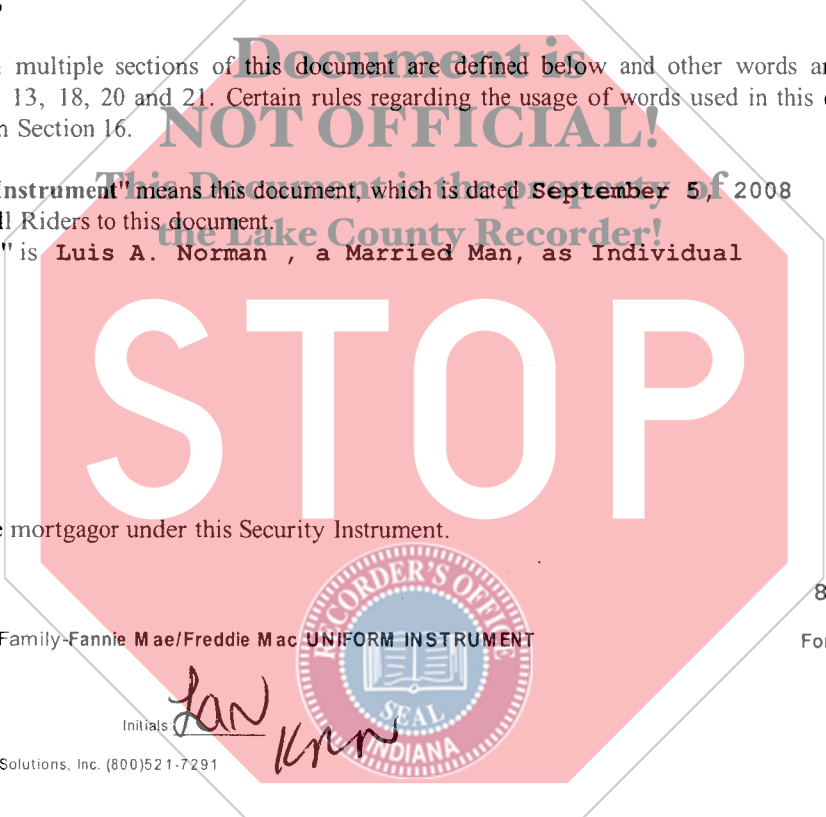 Document is
multiple sections of this document are defined below and other words a
13, 18, 20 and 21. Certain rules regarding the usage of words used in this
Section 16.
NOT OFFICIAL!
Instrument" means this document, which is dated September 5, 2008
This Document is the property of
ll Riders to this document.
the Lake County Recorder!
" is Luis A. Norman , a Married Man, as Individual
STOP
mortgagor under this Security Instrument.
RECORDER'S OFFICE
8
Family-Fannie Mae/Freddie Mac UNIFORM INSTRUMENT
Fo
SEAL
INDIANA
Initials: LAN
KNN
Solutions, Inc. (800)521-7291